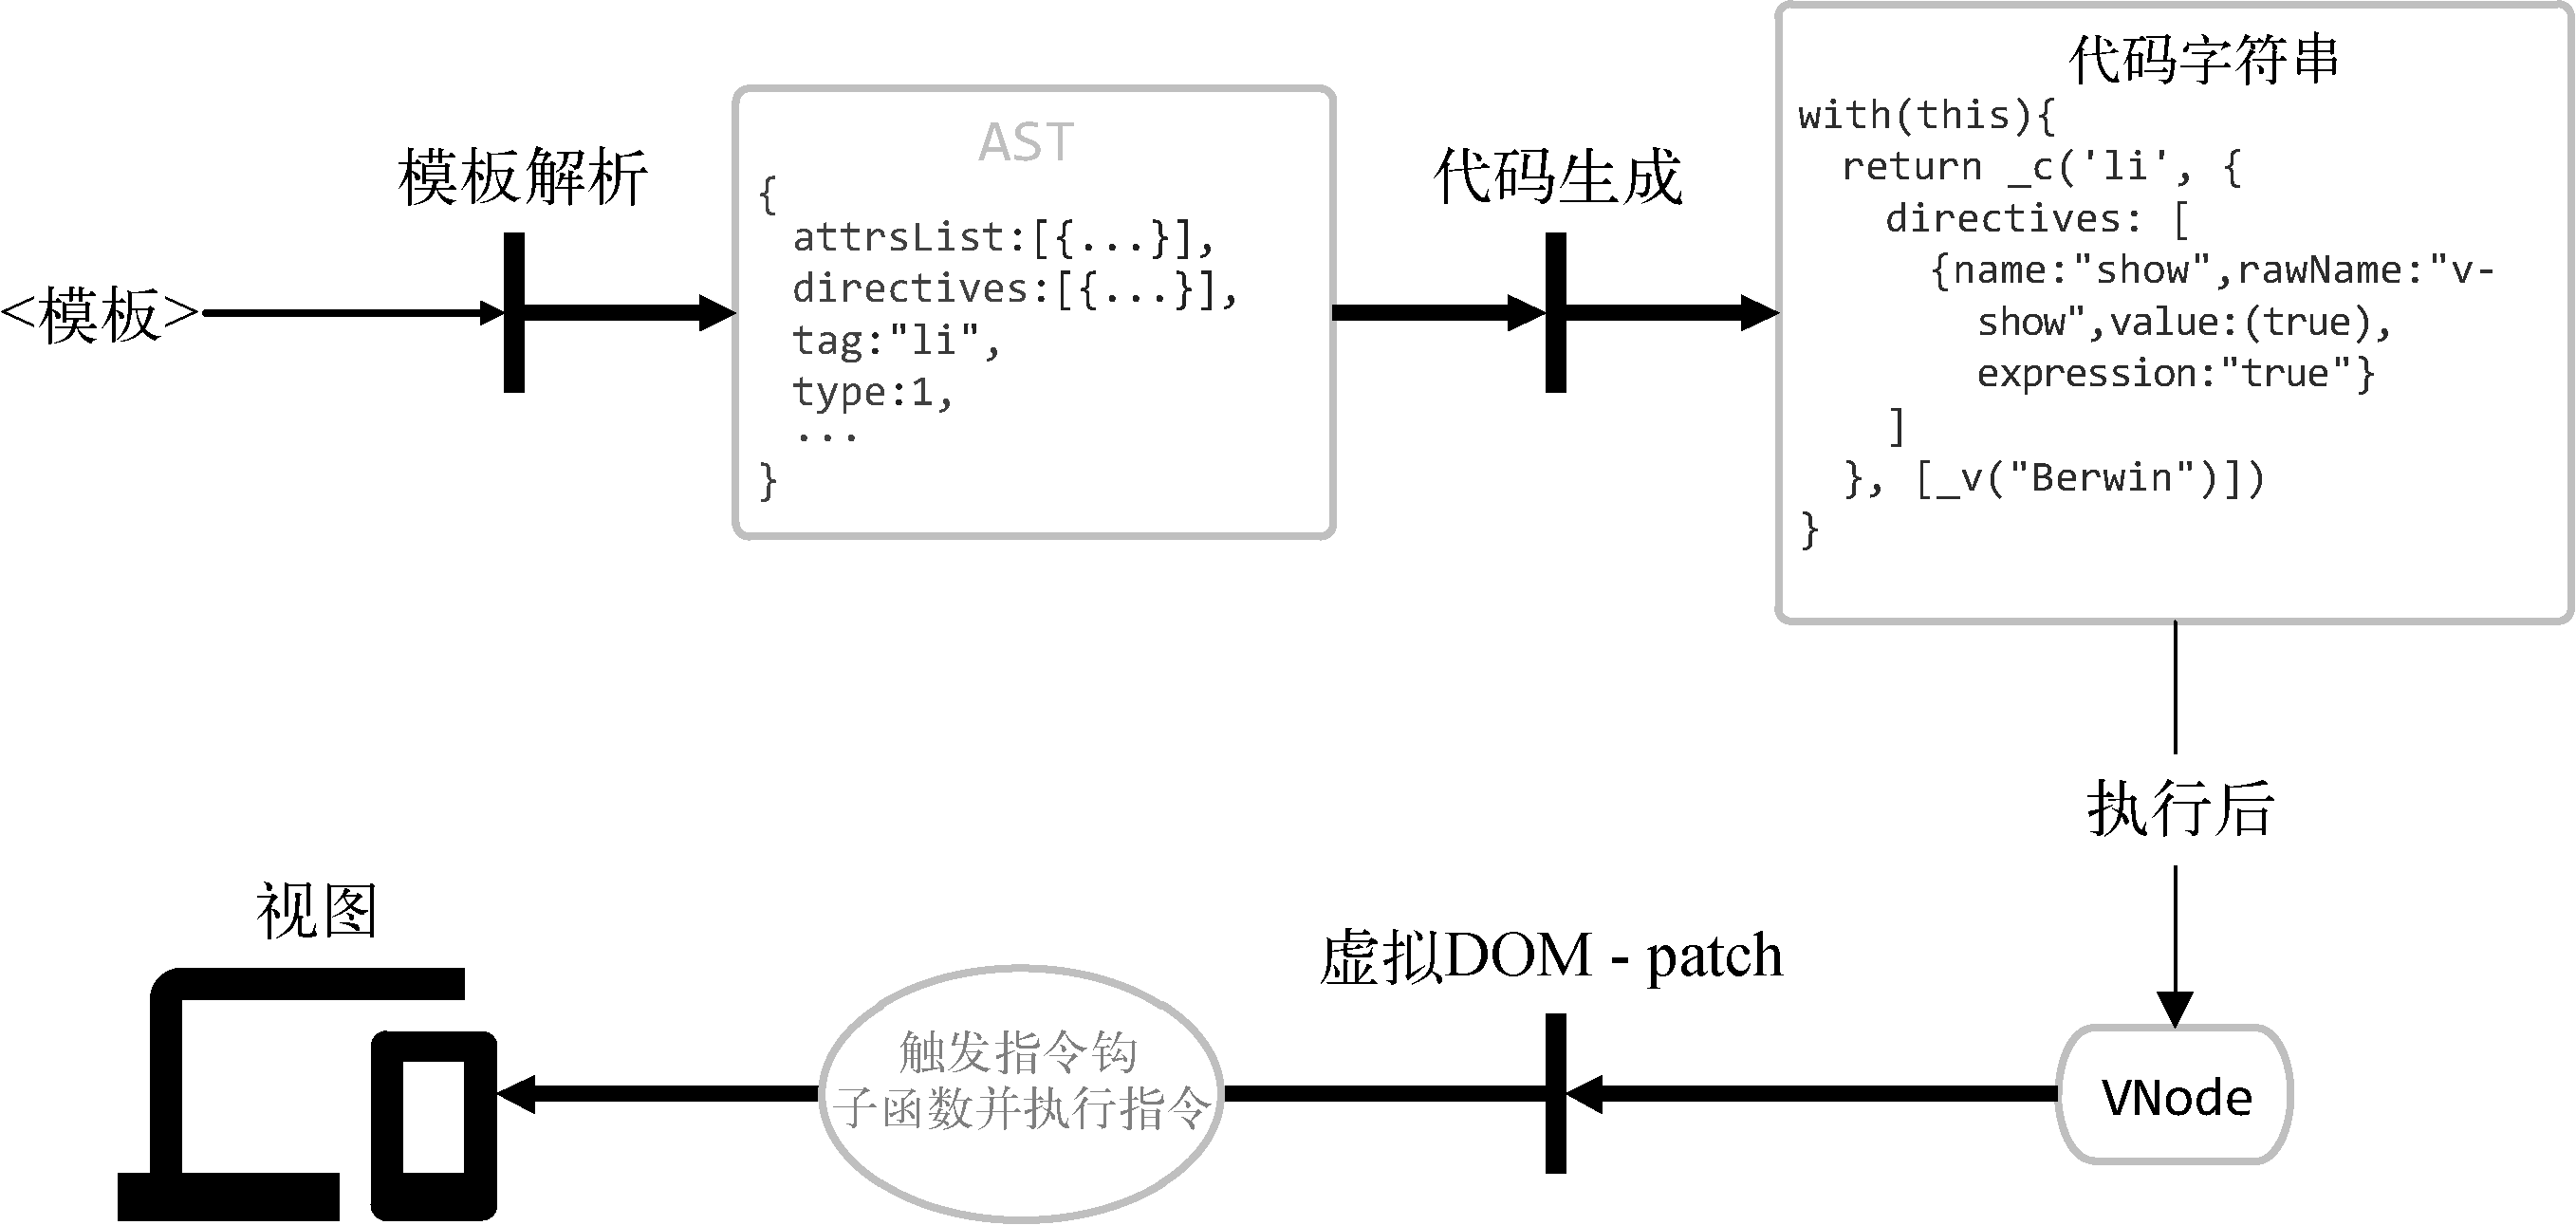 <模板>
模板解析
AST
{
attrsList:[{...}],
directives:[{...}],
tag:"li",
type:1,
...
}
代码生成
代码字符串
with(this){
return _c('li', {
directives: [
{name:"show",rawName:"v-
show",value:(true),
expression:"true"}
]
}, [_v("Berwin")])
}
执行后
VNode
虚拟DOM - patch
触发指令钩
子函数并执行指令
视图